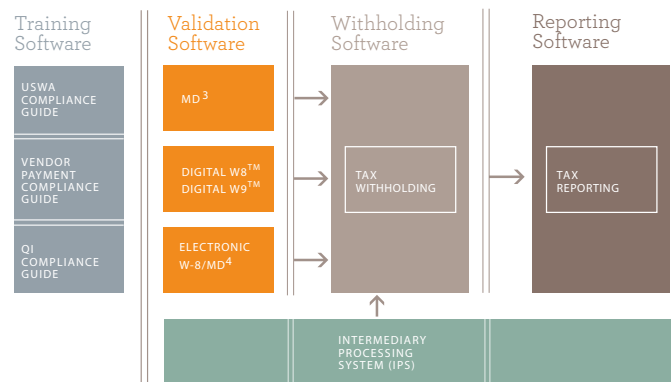 Training
Software
USWA
COMPLIANCE
GUIDE
VENDOR
PAYMENT
COMPLIANCE
GUIDE
QI
COMPLIANCE
GUIDE
Validation
Software
MD3
DIGITAL W8TM
DIGITAL W9TM
ELECTRONIC
W-8/MD4
Withholding
Software
TAX
WITHHOLDING
Reporting
Software
TAX
REPORTING
INTERMEDIARY
PROCESSING
SYSTEM (IPS)